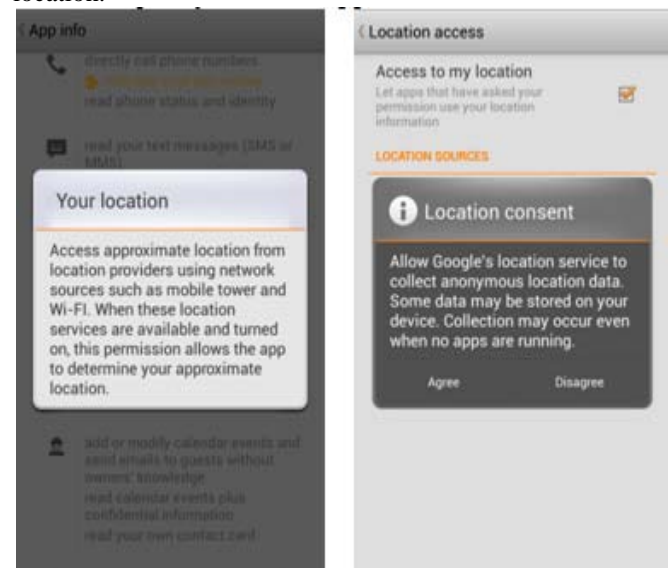 location.
App info
directly call phone numbers
read phone status and identity
read your text messages (SMS or
MMS)
Your location
Access approximate location from
location providers using network
sources such as mobile tower and
Wi-FI. When these location
services are available and turned
on, this permission allows the app
to determine your approximate
location.
add or modify calendar events and
send emails to guests without
owners' knowledge
read calendar events plus
confidential information
read your own contact card
Location access
Access to my location
Let apps that have asked your
permission use your location
information
LOCATION SOURCES
Location consent
Allow Google's location service to
collect anonymous location data.
Some data may be stored on your
device. Collection may occur even
when no apps are running.
Agree Disagree